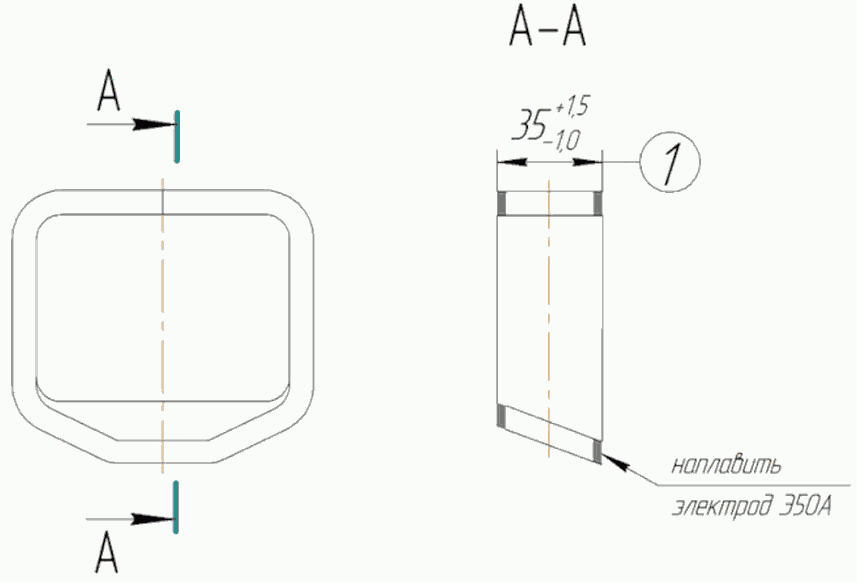 А-А
А
35 +1,5 -1,0
1
наплавить
электрод Э50А
А